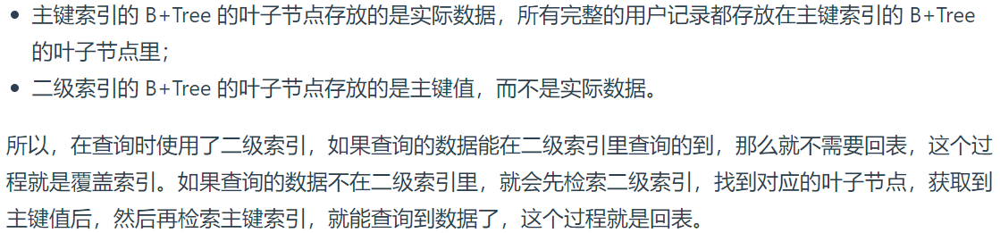 • 主键索引的 B+Tree 的叶子节点存放的是实际数据，所有完整的用户记录都存放在主键索引的 B+Tree
的叶子节点里；
• 二级索引的 B+Tree 的叶子节点存放的是主键值，而不是实际数据。
所以，在查询时使用了二级索引，如果查询的数据能在二级索引里查询的到，那么就不需要回表，这个过
程就是覆盖索引。如果查询的数据不在二级索引里，就会先检索二级索引，找到对应的叶子节点，获取到
主键值后，然后再检索主键索引，就能查询到数据了，这个过程就是回表。